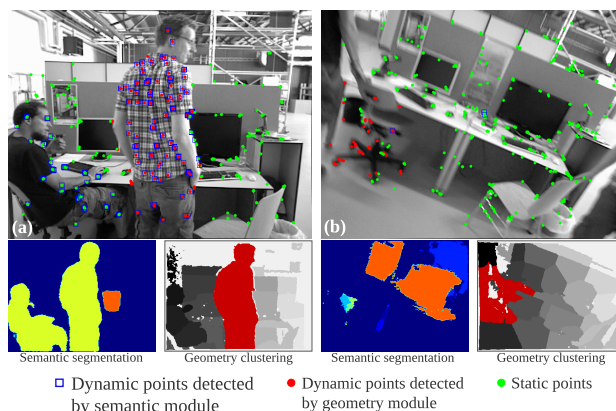 (a)
(b)
Semantic segmentation
Geometry clustering
Semantic segmentation
Geometry clustering
Dynamic points detected
by semantic module
Dynamic points detected
by geometry module
Static points